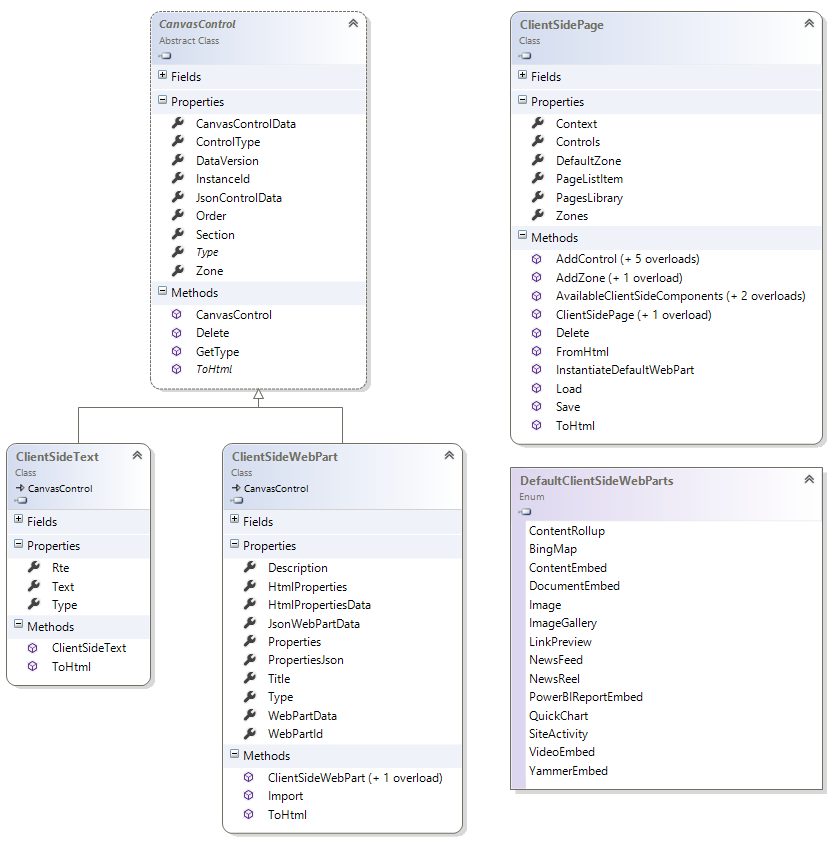 CanvasControl
Abstract Class
Fields
Properties
CanvasControlData
ControlType
DataVersion
InstanceId
JsonControlData
Order
Section
Type
Zone
Methods
CanvasControl
Delete
GetType
ToHtml
ClientSidePage
Class
Fields
Properties
Context
Controls
DefaultZone
PageListItem
PagesLibrary
Zones
Methods
AddControl (+ 5 overloads)
AddZone (+ 1 overload)
AvailableClientSideComponents (+ 2 overloads)
ClientSidePage (+ 1 overload)
Delete
FromHtml
InstantiateDefaultWebPart
Load
Save
ToHtml
ClientSideText
Class
CanvasControl
Fields
Properties
Rte
Text
Type
Methods
ClientSideText
ToHtml
ClientSideWebPart
Class
CanvasControl
Fields
Properties
Description
HtmlProperties
HtmlPropertiesData
JsonWebPartData
Properties
PropertiesJson
Title
Type
WebPartData
WebPartId
Methods
ClientSideWebPart (+ 1 overload)
Import
ToHtml
DefaultClientSideWebParts
Enum
ContentRollup
BingMap
ContentEmbed
DocumentEmbed
Image
ImageGallery
LinkPreview
NewsFeed
NewsReel
PowerBIReportEmbed
QuickChart
SiteActivity
VideoEmbed
YammerEmbed